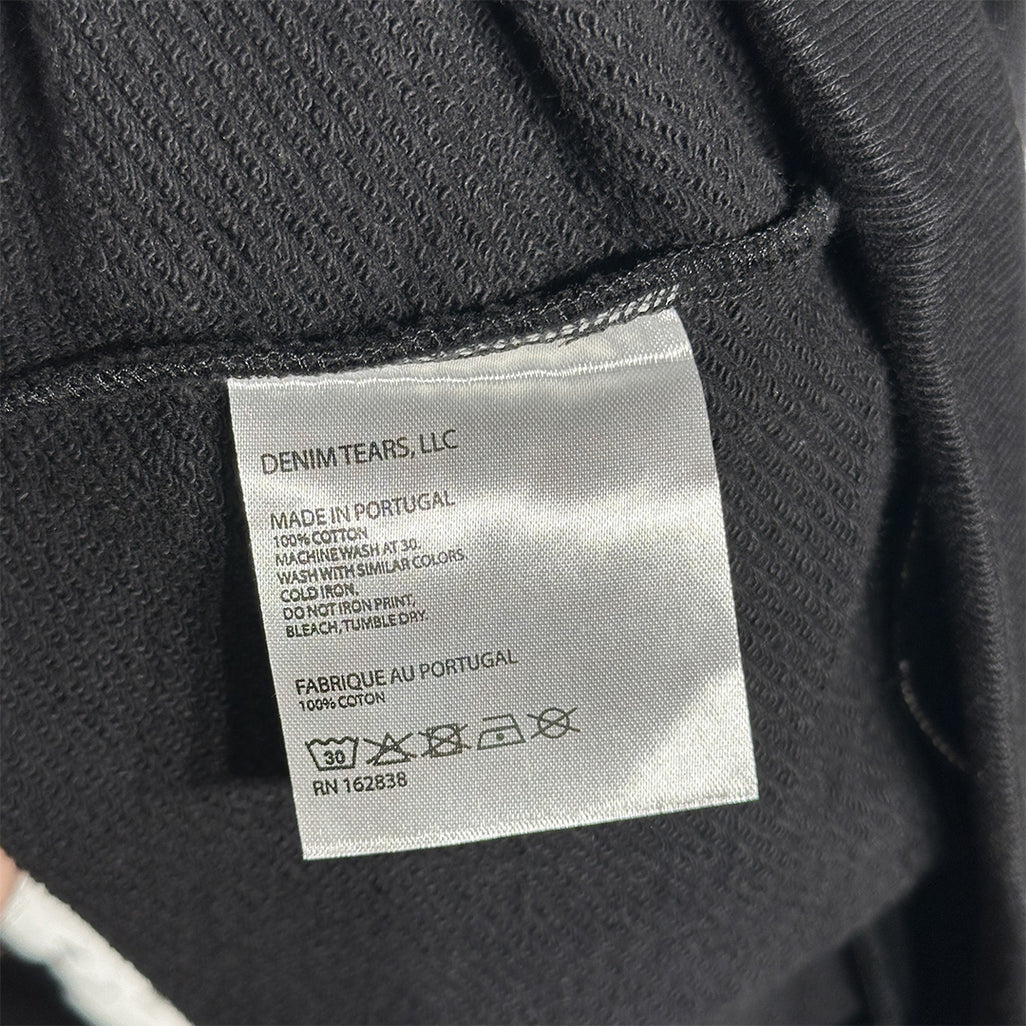 DENIM TEARS, LLC
MADE IN PORTUGAL
100% COTTON
MACHINE WASH AT 30.
WASH WITH SIMILAR COLORS
COLD IRON.
DO NOT IRON PRINT,
BLEACH, TUMBLE DRY.
FABRIQUE AU PORTUGAL
100% COTON
30
RN 162838